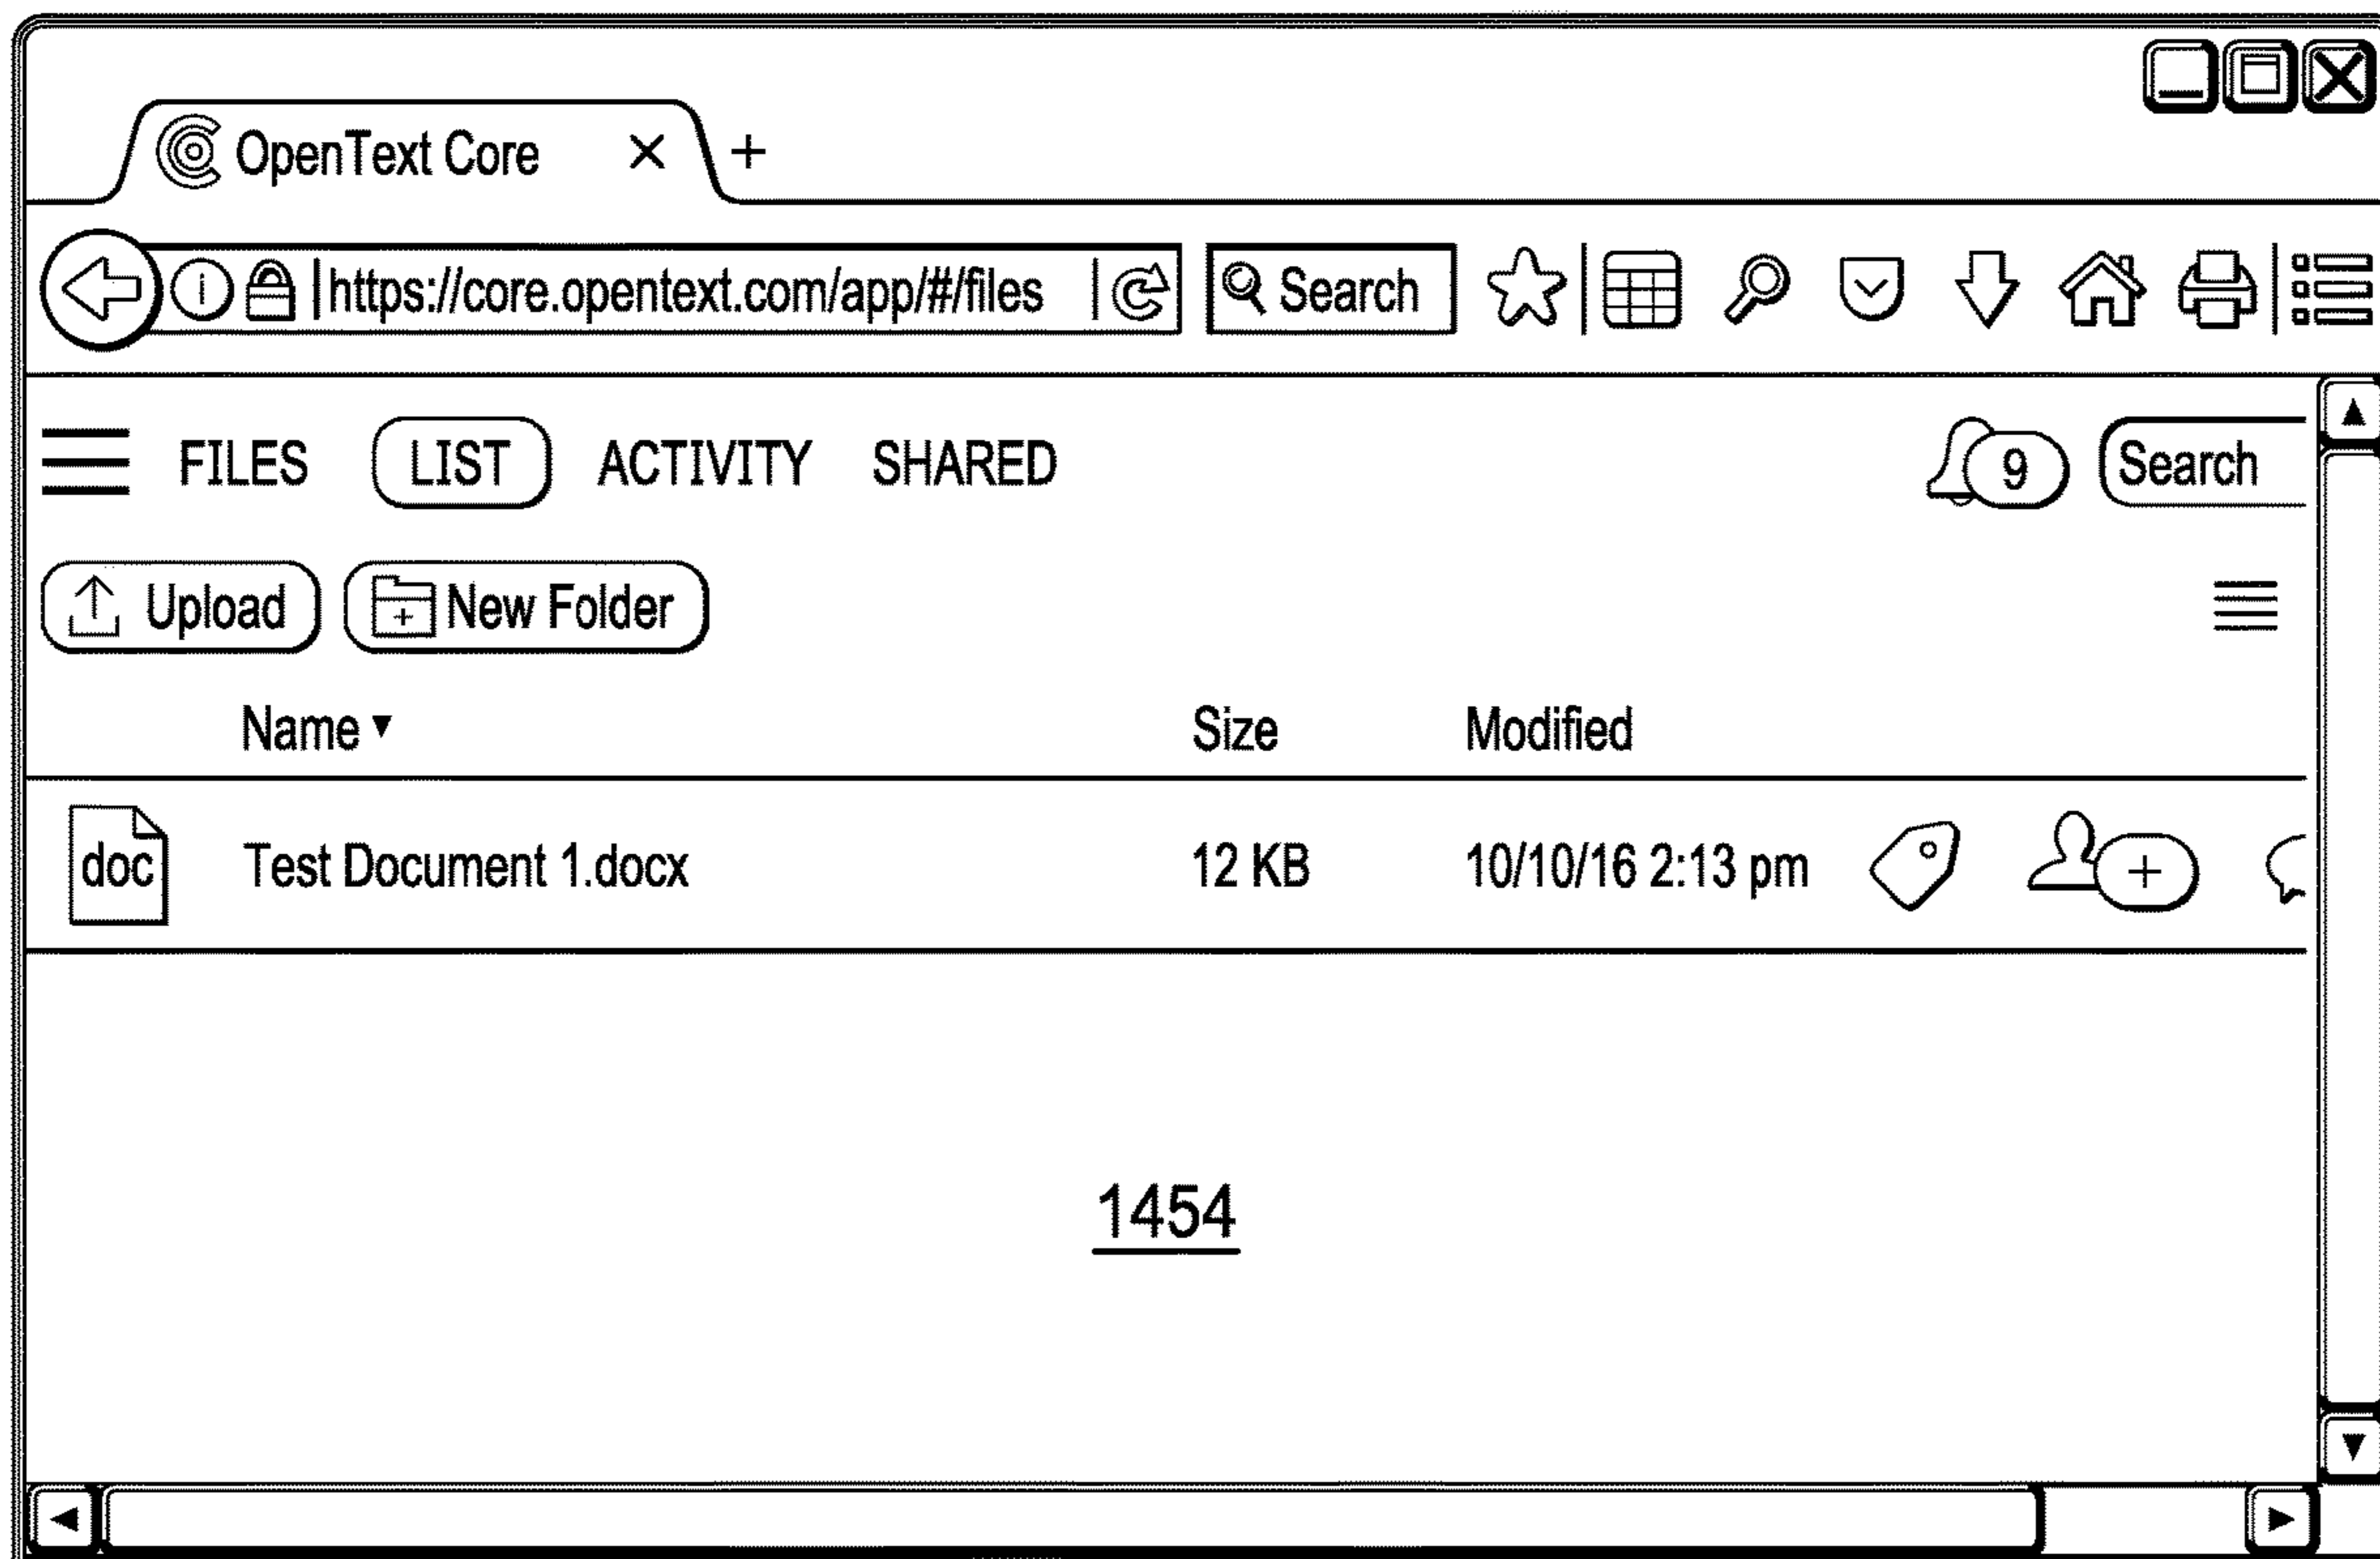 OpenText Core
https://core.opentext.com/app/#/files Search
FILES LIST ACTIVITY SHARED 9 Search
Upload New Folder
Name Size Modified
doc Test Document 1.docx 12 KB 10/10/16 2:13 pm
1454